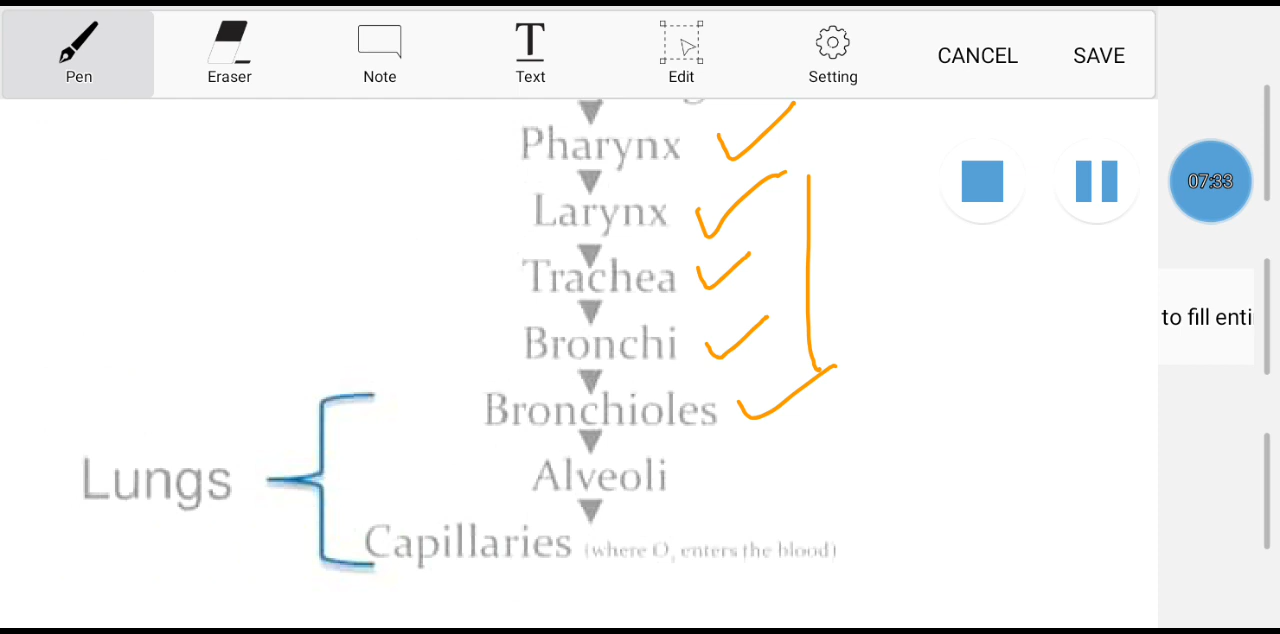 Pen Eraser Note Text Edit Setting CANCEL SAVE
Pharynx
07:33
Larynx
Trachea
to fill enti
Bronchi
Bronchioles
Alveoli
Lungs
Capillaries (where O₂ enters the blood)